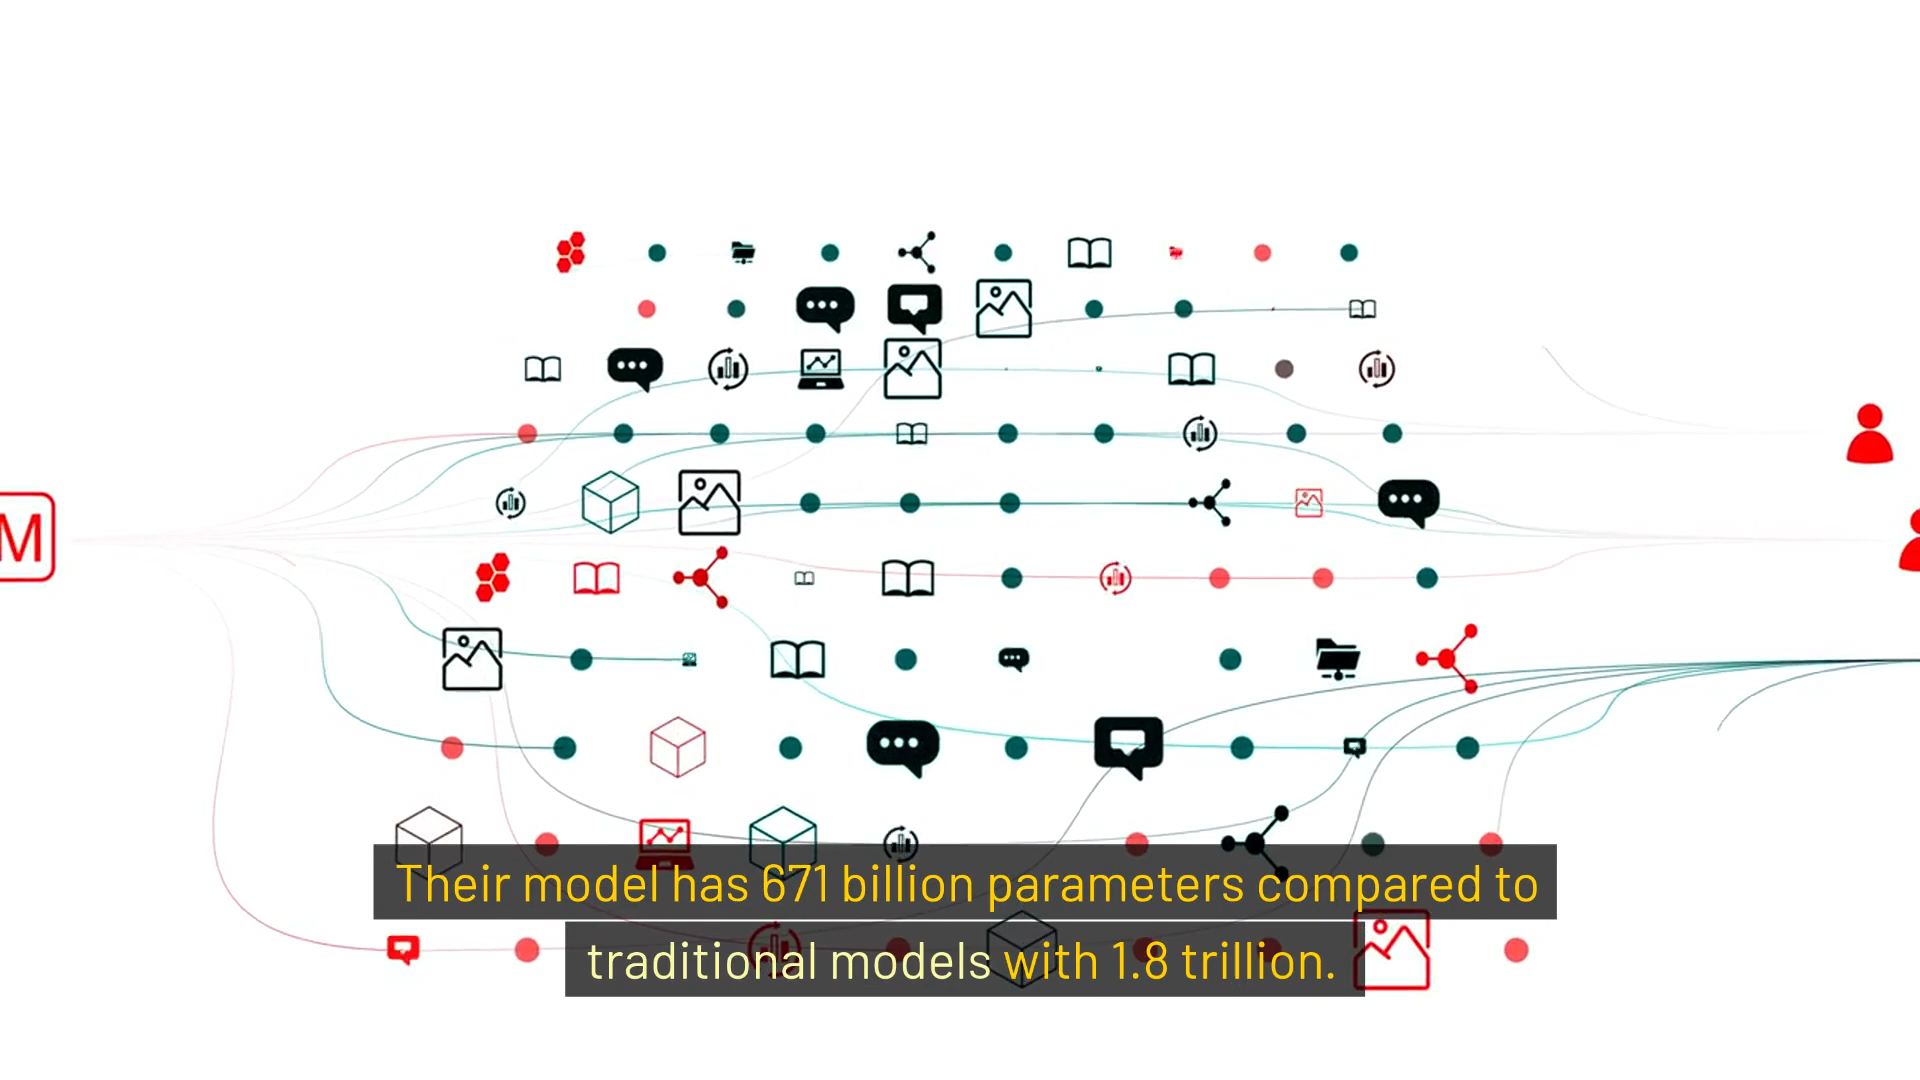 M
Their model has 671 billion parameters compared to
traditional models with 1.8 trillion.